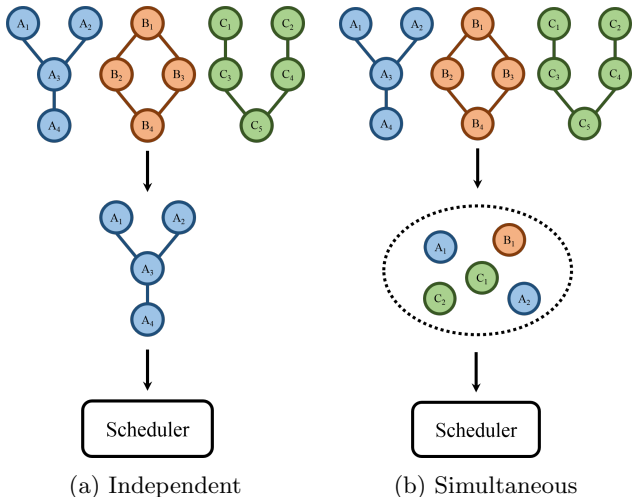 A1 A2 B1 C1 C2 A1 A2 B1 C1 C2
A3 B2 B3 C3 C4 A3 B2 B3 C3 C4
A4 B4 C5 A4 B4 C5
A1 A2
A3
A4
A1 B1
C1
C2 A2
Scheduler Scheduler
(a) Independent (b) Simultaneous